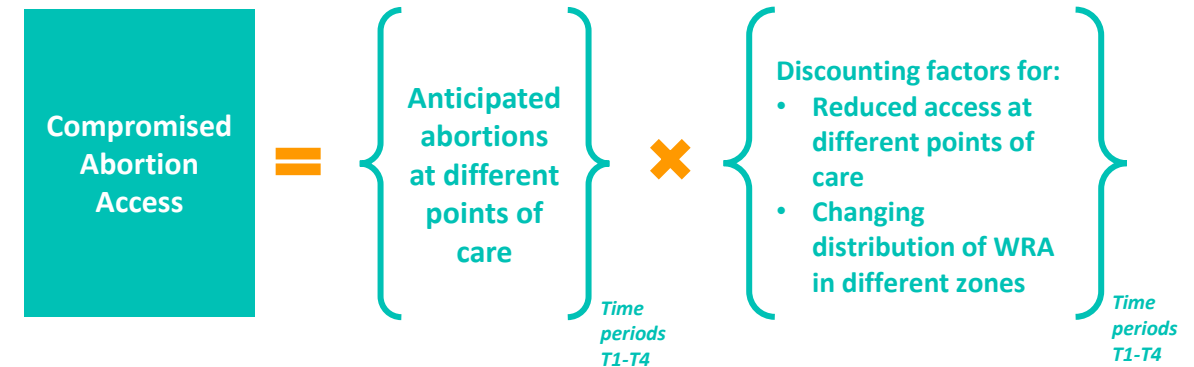 Compromised
Abortion
Access
=
Anticipated
abortions
at different
points of
care
Time
periods
T1-T4
×
Discounting factors for:
• Reduced access at
different points of
care
• Changing
distribution of WRA
in different zones
Time
periods
T1-T4